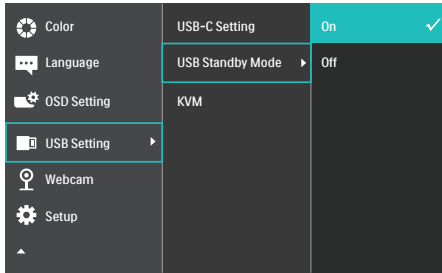 Color
Language
OSD Setting
USB Setting
Webcam
Setup
USB-C Setting
USB Standby Mode
KVM
On
Off